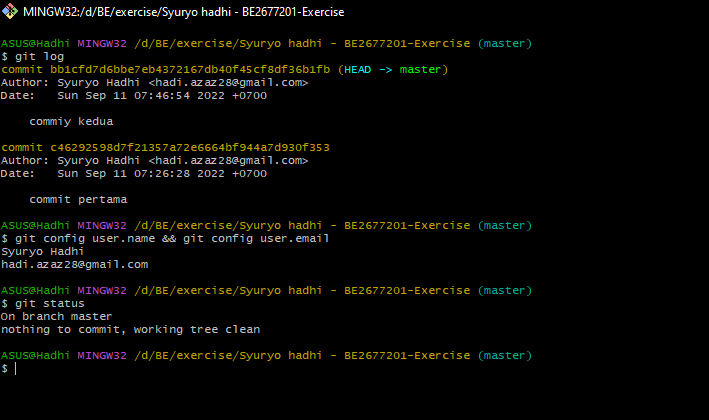 MINGW32:/d/BE/exercise/Syuryo hadhi - BE2677201-Exercise
ASUS@Hadhi MINGW32 /d/BE/exercise/Syuryo hadhi - BE2677201-Exercise (master)
$ git log
commit bb1cfd7d6bbe7eb4372167db40f45cf8df36b1fb (HEAD -> master)
Author: Syuryo Hadhi <hadi.azaz28@gmail.com>
Date:   Sun Sep 11 07:46:54 2022 +0700
commiy kedua
commit c46292598d7f21357a72e6664bf944a7d930f353
Author: Syuryo Hadhi <hadi.azaz28@gmail.com>
Date:   Sun Sep 11 07:26:28 2022 +0700
commit pertama
ASUS@Hadhi MINGW32 /d/BE/exercise/Syuryo hadhi - BE2677201-Exercise (master)
$ git config user.name && git config user.email
Syuryo Hadhi
hadi.azaz28@gmail.com
ASUS@Hadhi MINGW32 /d/BE/exercise/Syuryo hadhi - BE2677201-Exercise (master)
$ git status
On branch master
nothing to commit, working tree clean
ASUS@Hadhi MINGW32 /d/BE/exercise/Syuryo hadhi - BE2677201-Exercise (master)
$